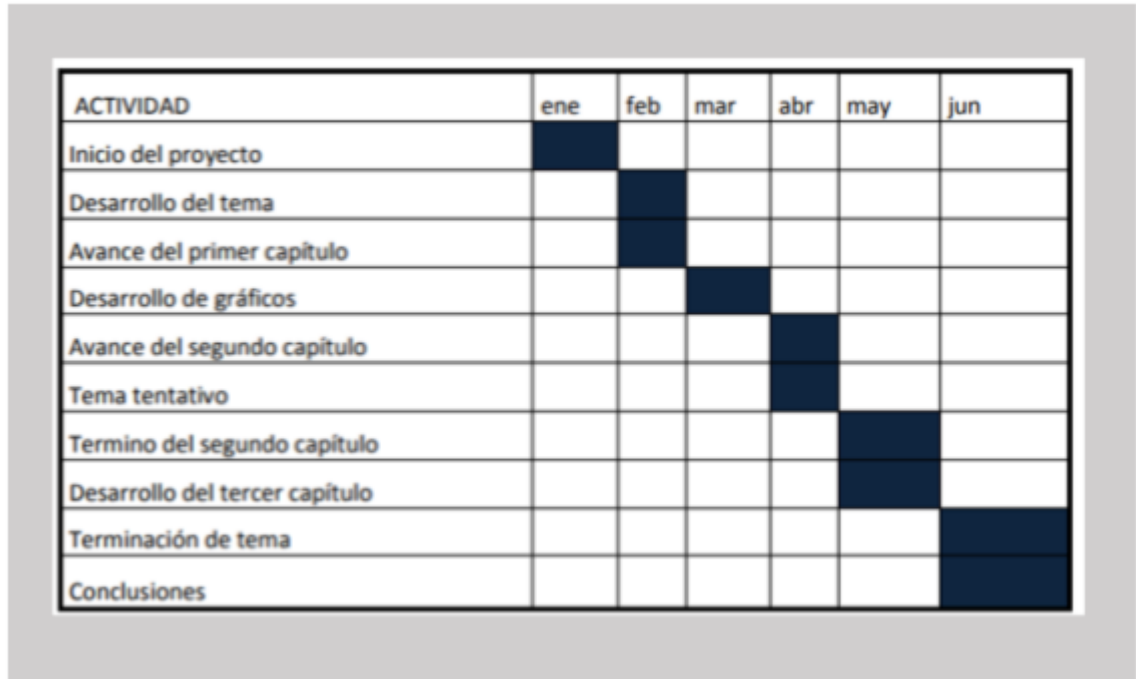 ACTIVIDAD ene feb mar abr may jun
Inicio del proyecto
Desarrollo del tema
Avance del primer capítulo
Desarrollo de gráficos
Avance del segundo capítulo
Tema tentativo
Termino del segundo capítulo
Desarrollo del tercer capítulo
Terminación de tema
Conclusiones